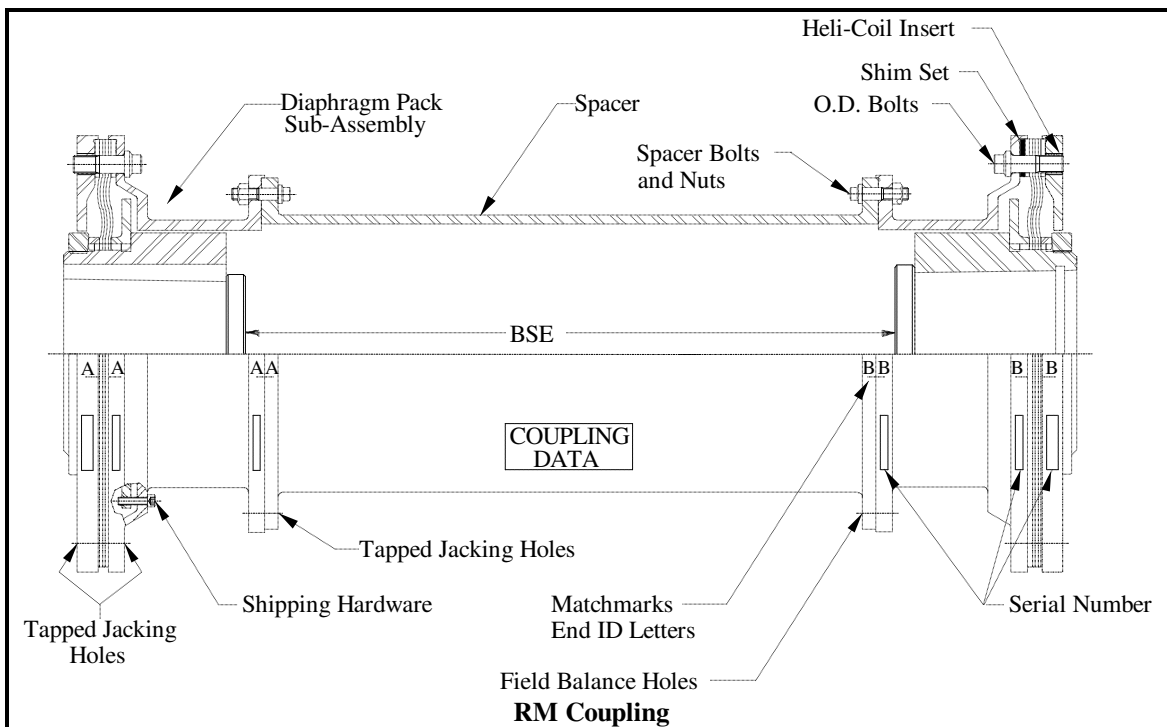 Heli-Coil Insert
Shim Set
O.D. Bolts
Diaphragm Pack
Sub-Assembly
Spacer
Spacer Bolts
and Nuts
BSE
A A A A B B B B
COUPLING
DATA
Tapped Jacking Holes
Shipping Hardware
Matchmarks
End ID Letters
Serial Number
Tapped Jacking
Holes
Field Balance Holes
RM Coupling